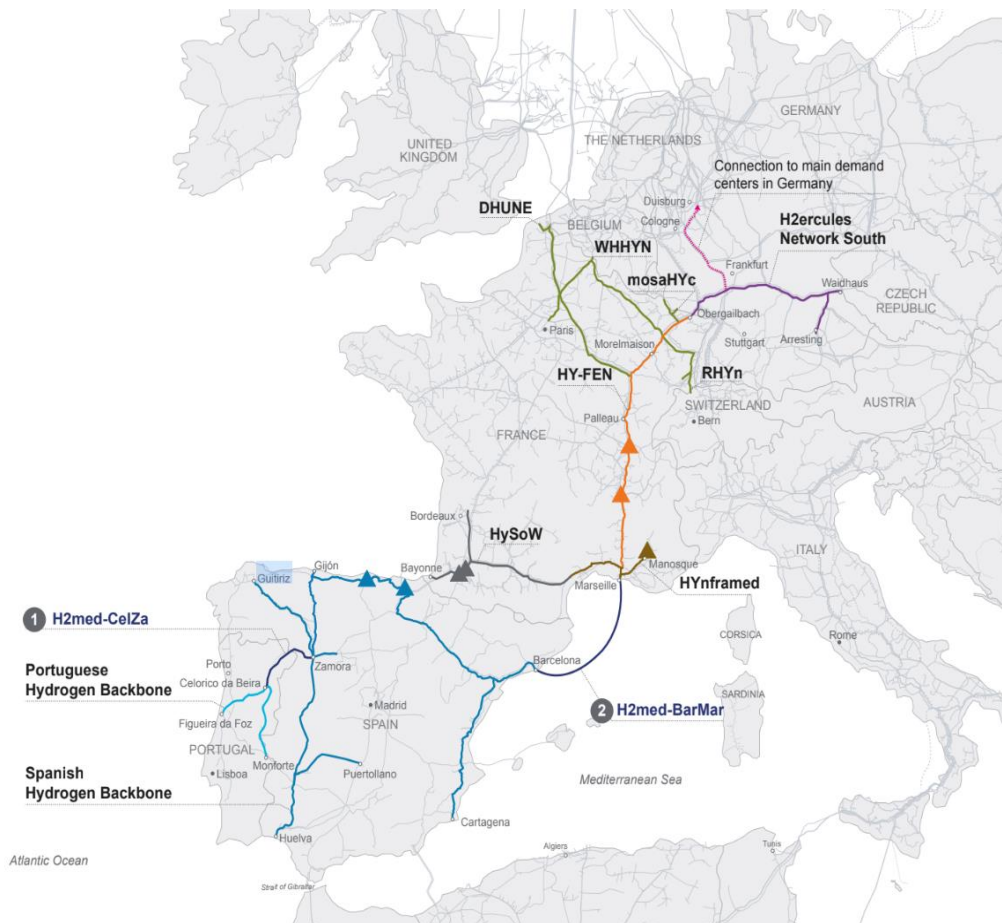 UNITED
KINGDOM
THE NETHERLANDS
GERMANY
Connection to main demand
centers in Germany
Duisburg
Cologne
DHUNE
BELGIUM
H2ercules
Network South
WHHYN
Frankfurt
mosaHYc
Waidhaus
CZECH
REPUBLIC
Obergailbach
Paris
Stuttgart
Arresting
Morelmaison
HY-FEN
RHYn
SWITZERLAND
AUSTRIA
Palleau
Bern
FRANCE
Bordeaux
HySoW
ITALY
Gijón
Bayonne
Manosque
Guitiriz
Marseille
HYnframed
CORSICA
1 H2med-CelZa
Rome
Porto
Zamora
Barcelona
Portuguese
Hydrogen Backbone
Celorico da Beira
SARDINIA
Madrid
2 H2med-BarMar
Figueira da Foz
SPAIN
PORTUGAL
Monforte
Lisboa
Puertollano
Mediterranean Sea
Spanish
Hydrogen Backbone
Cartagena
Huelva
Algiers
Tunis
Atlantic Ocean
Strait of Gibraltar